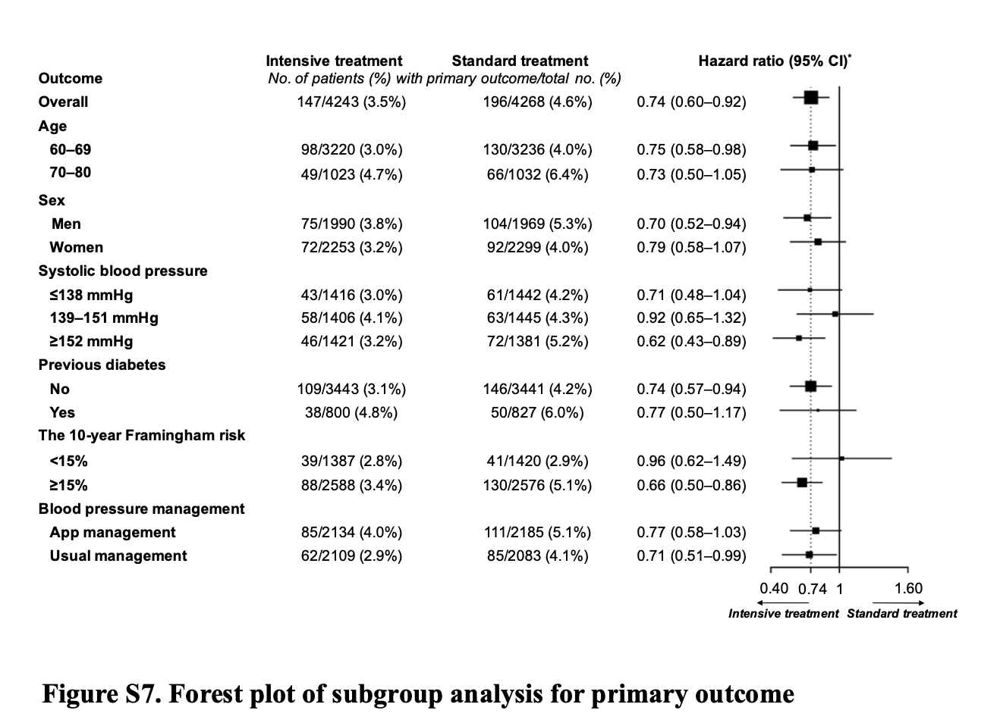 Intensive treatment Standard treatment Hazard ratio (95% CI)*
Outcome No. of patients (%) with primary outcome/total no. (%)
Overall 147/4243 (3.5%) 196/4268 (4.6%) 0.74 (0.60–0.92)
Age
60–69 98/3220 (3.0%) 130/3236 (4.0%) 0.75 (0.58–0.98)
70–80 49/1023 (4.7%) 66/1032 (6.4%) 0.73 (0.50–1.05)
Sex
Men 75/1990 (3.8%) 104/1969 (5.3%) 0.70 (0.52–0.94)
Women 72/2253 (3.2%) 92/2299 (4.0%) 0.79 (0.58–1.07)
Systolic blood pressure
≤138 mmHg 43/1416 (3.0%) 61/1442 (4.2%) 0.71 (0.48–1.04)
139–151 mmHg 58/1406 (4.1%) 63/1445 (4.3%) 0.92 (0.65–1.32)
≥152 mmHg 46/1421 (3.2%) 72/1381 (5.2%) 0.62 (0.43–0.89)
Previous diabetes
No 109/3443 (3.1%) 146/3441 (4.2%) 0.74 (0.57–0.94)
Yes 38/800 (4.8%) 50/827 (6.0%) 0.77 (0.50–1.17)
The 10-year Framingham risk
<15% 39/1387 (2.8%) 41/1420 (2.9%) 0.96 (0.62–1.49)
≥15% 88/2588 (3.4%) 130/2576 (5.1%) 0.66 (0.50–0.86)
Blood pressure management
App management 85/2134 (4.0%) 111/2185 (5.1%) 0.77 (0.58–1.03)
Usual management 62/2109 (2.9%) 85/2083 (4.1%) 0.71 (0.51–0.99)
0.40 0.74 1 1.60
Intensive treatment Standard treatment
Figure S7. Forest plot of subgroup analysis for primary outcome